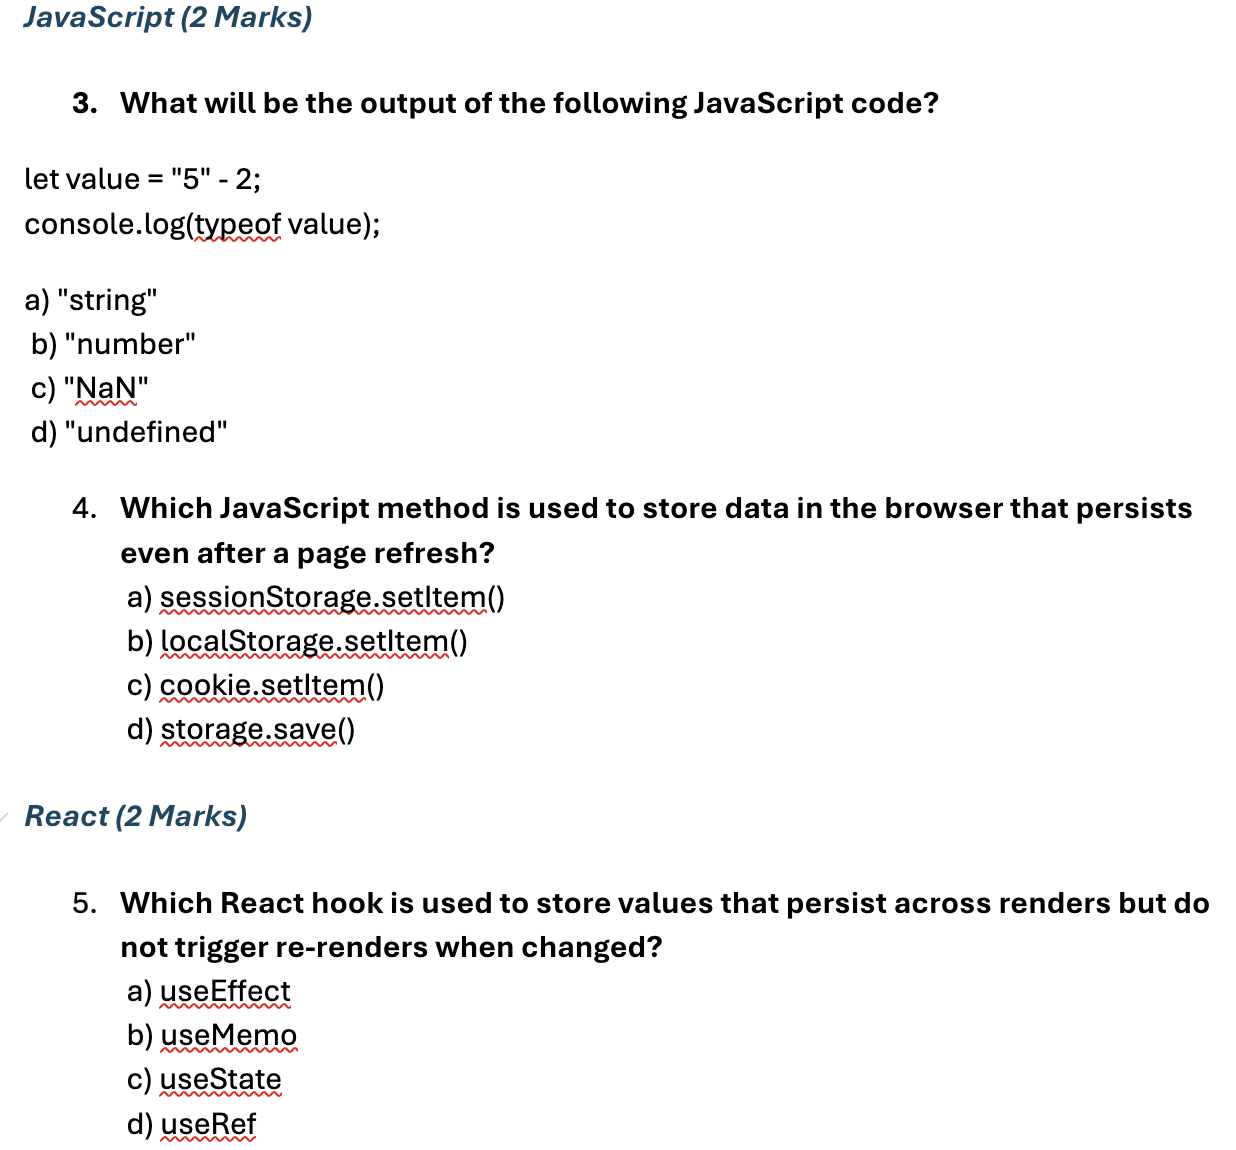 JavaScript (2 Marks)
3. What will be the output of the following JavaScript code?
let value = "5" - 2;
console.log(typeof value);
a) "string"
b) "number"
c) "NaN"
d) "undefined"
4. Which JavaScript method is used to store data in the browser that persists
even after a page refresh?
a) sessionStorage.setItem()
b) localStorage.setItem()
c) cookie.setItem()
d) storage.save()
React (2 Marks)
5. Which React hook is used to store values that persist across renders but do
not trigger re-renders when changed?
a) useEffect
b) useMemo
c) useState
d) useRef